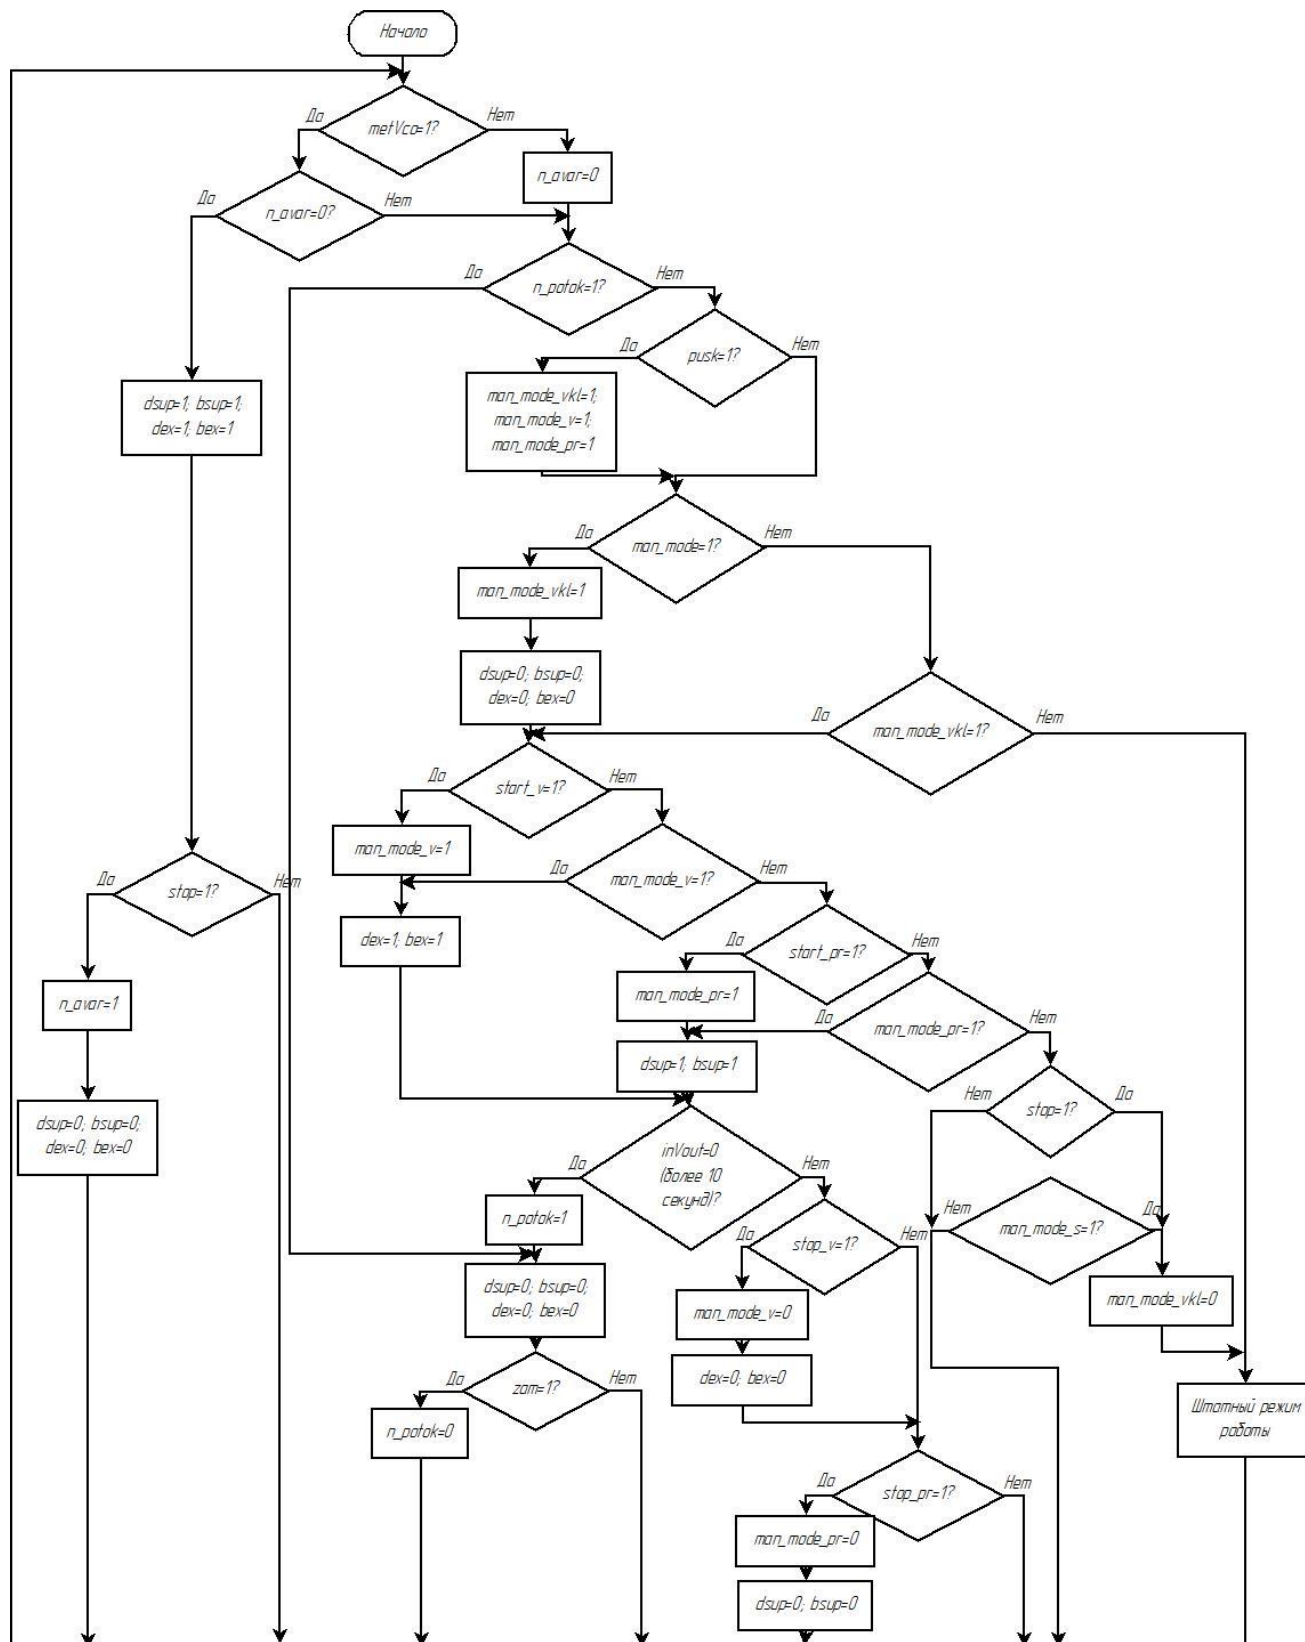 Начало
metVco=1?
Да
Нет
n_avar=0
n_avar=0?
Да
Нет
n_potok=1?
Да
Нет
pusk=1?
Да
Нет
man_mode_vkl=1;
man_mode_v=1;
man_mode_pr=1
dsup=1; bsup=1;
dex=1; bex=1
man_mode=1?
Да
Нет
man_mode_vkl=1
dsup=0; bsup=0;
dex=0; bex=0
man_mode_vkl=1?
Да
Нет
start_v=1?
Да
Нет
man_mode_v=1
man_mode_v=1?
Да
Нет
stop=1?
Да
Нет
dex=1; bex=1
start_pr=1?
Да
Нет
man_mode_pr=1
man_mode_pr=1?
Да
Нет
n_avar=1
dsup=1; bsup=1
stop=1?
Нет
Да
dsup=0; bsup=0;
dex=0; bex=0
inVout=0
(более 10
секунд)?
Да
Нет
man_mode_s=1?
Нет
Да
n_potok=1
stop_v=1?
Да
Нет
dsup=0; bsup=0;
dex=0; bex=0
man_mode_v=0
man_mode_vkl=0
dex=0; bex=0
zam=1?
Да
Нет
n_potok=0
Штатный режим
работы
stop_pr=1?
Да
Нет
man_mode_pr=0
dsup=0; bsup=0